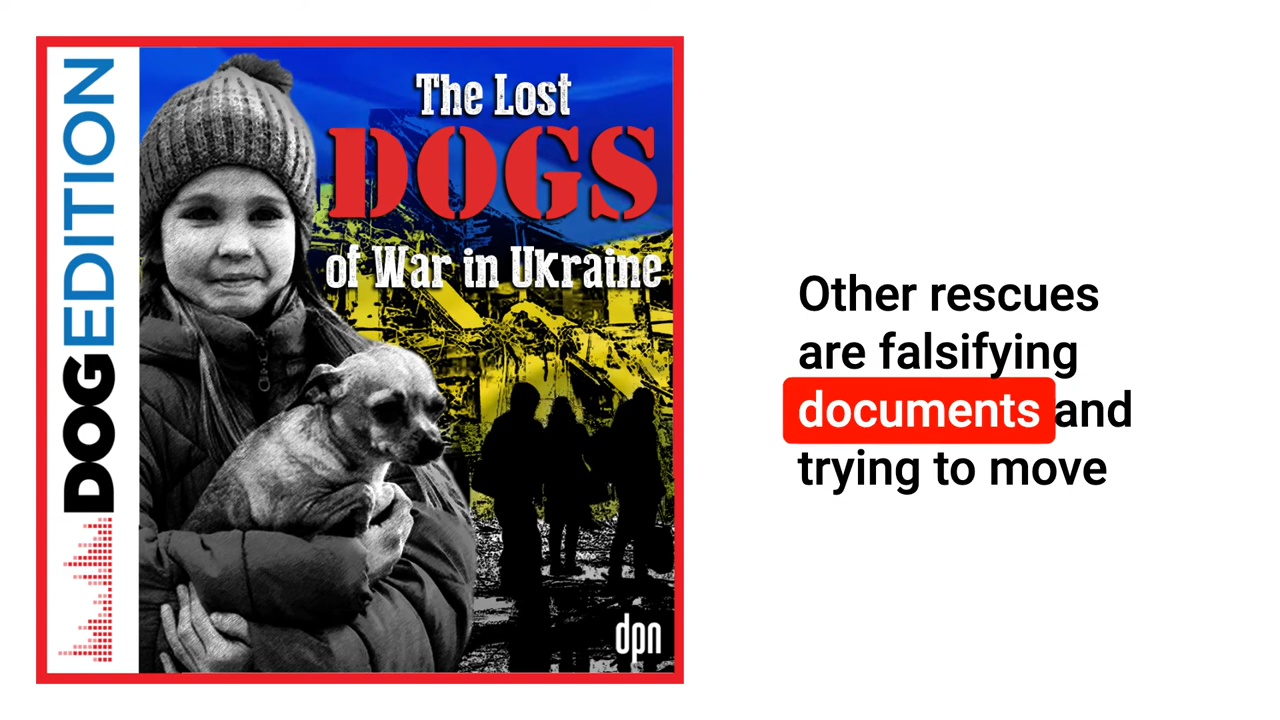 DOGEDITION
The Lost
DOGS
of War in Ukraine
dpn
Other rescues
are falsifying
documents and
trying to move